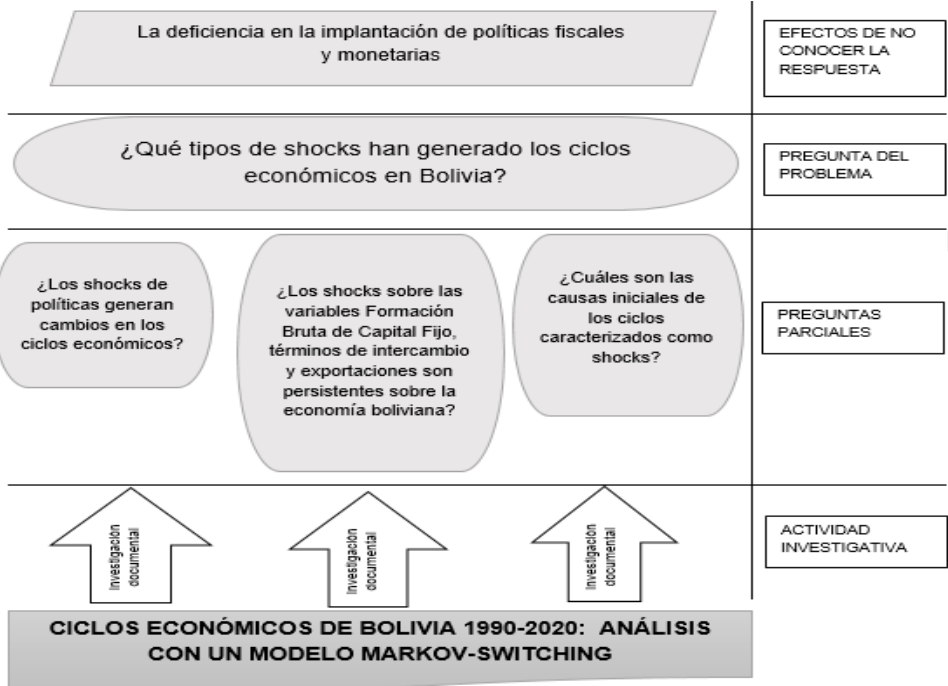 La deficiencia en la implantación de políticas fiscales
y monetarias
EFECTOS DE NO
CONOCER LA
RESPUESTA
¿Qué tipos de shocks han generado los ciclos
económicos en Bolivia?
PREGUNTA DEL
PROBLEMA
¿Los shocks de
políticas generan
cambios en los
ciclos económicos?
¿Los shocks sobre las
variables Formación
Bruta de Capital Fijo,
términos de intercambio
y exportaciones son
persistentes sobre la
economía boliviana?
¿Cuáles son las
causas iniciales de
los ciclos
caracterizados como
shocks?
PREGUNTAS
PARCIALES
Investigación
documental
Investigación
documental
Investigación
documental
ACTIVIDAD
INVESTIGATIVA
CICLOS ECONÓMICOS DE BOLIVIA 1990-2020: ANÁLISIS
CON UN MODELO MARKOV-SWITCHING